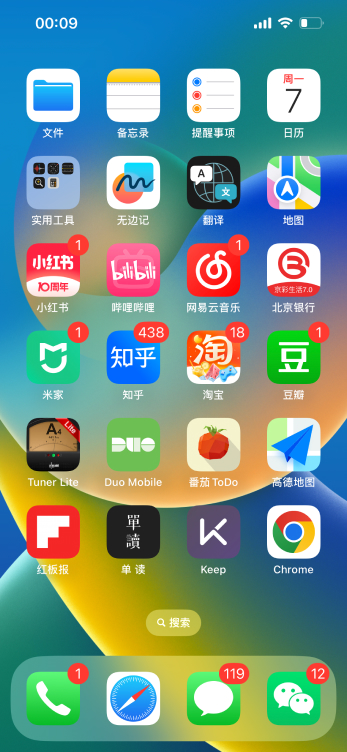 00:09
周一
7
文件
备忘录
提醒事项
日历
A
文
实用工具
无边记
翻译
地图
1
1
小红书
10周年
bilibili
京彩生活7.0
小红书
哔哩哔哩
网易云音乐
北京银行
1
438
18
1
知乎
淘
豆
米家
知乎
淘宝
豆瓣
A4
Lite
DUO
Tuner Lite
Duo Mobile
番茄 ToDo
高德地图
單讀
红板报
单 读
Keep
Chrome
搜索
1
119
12